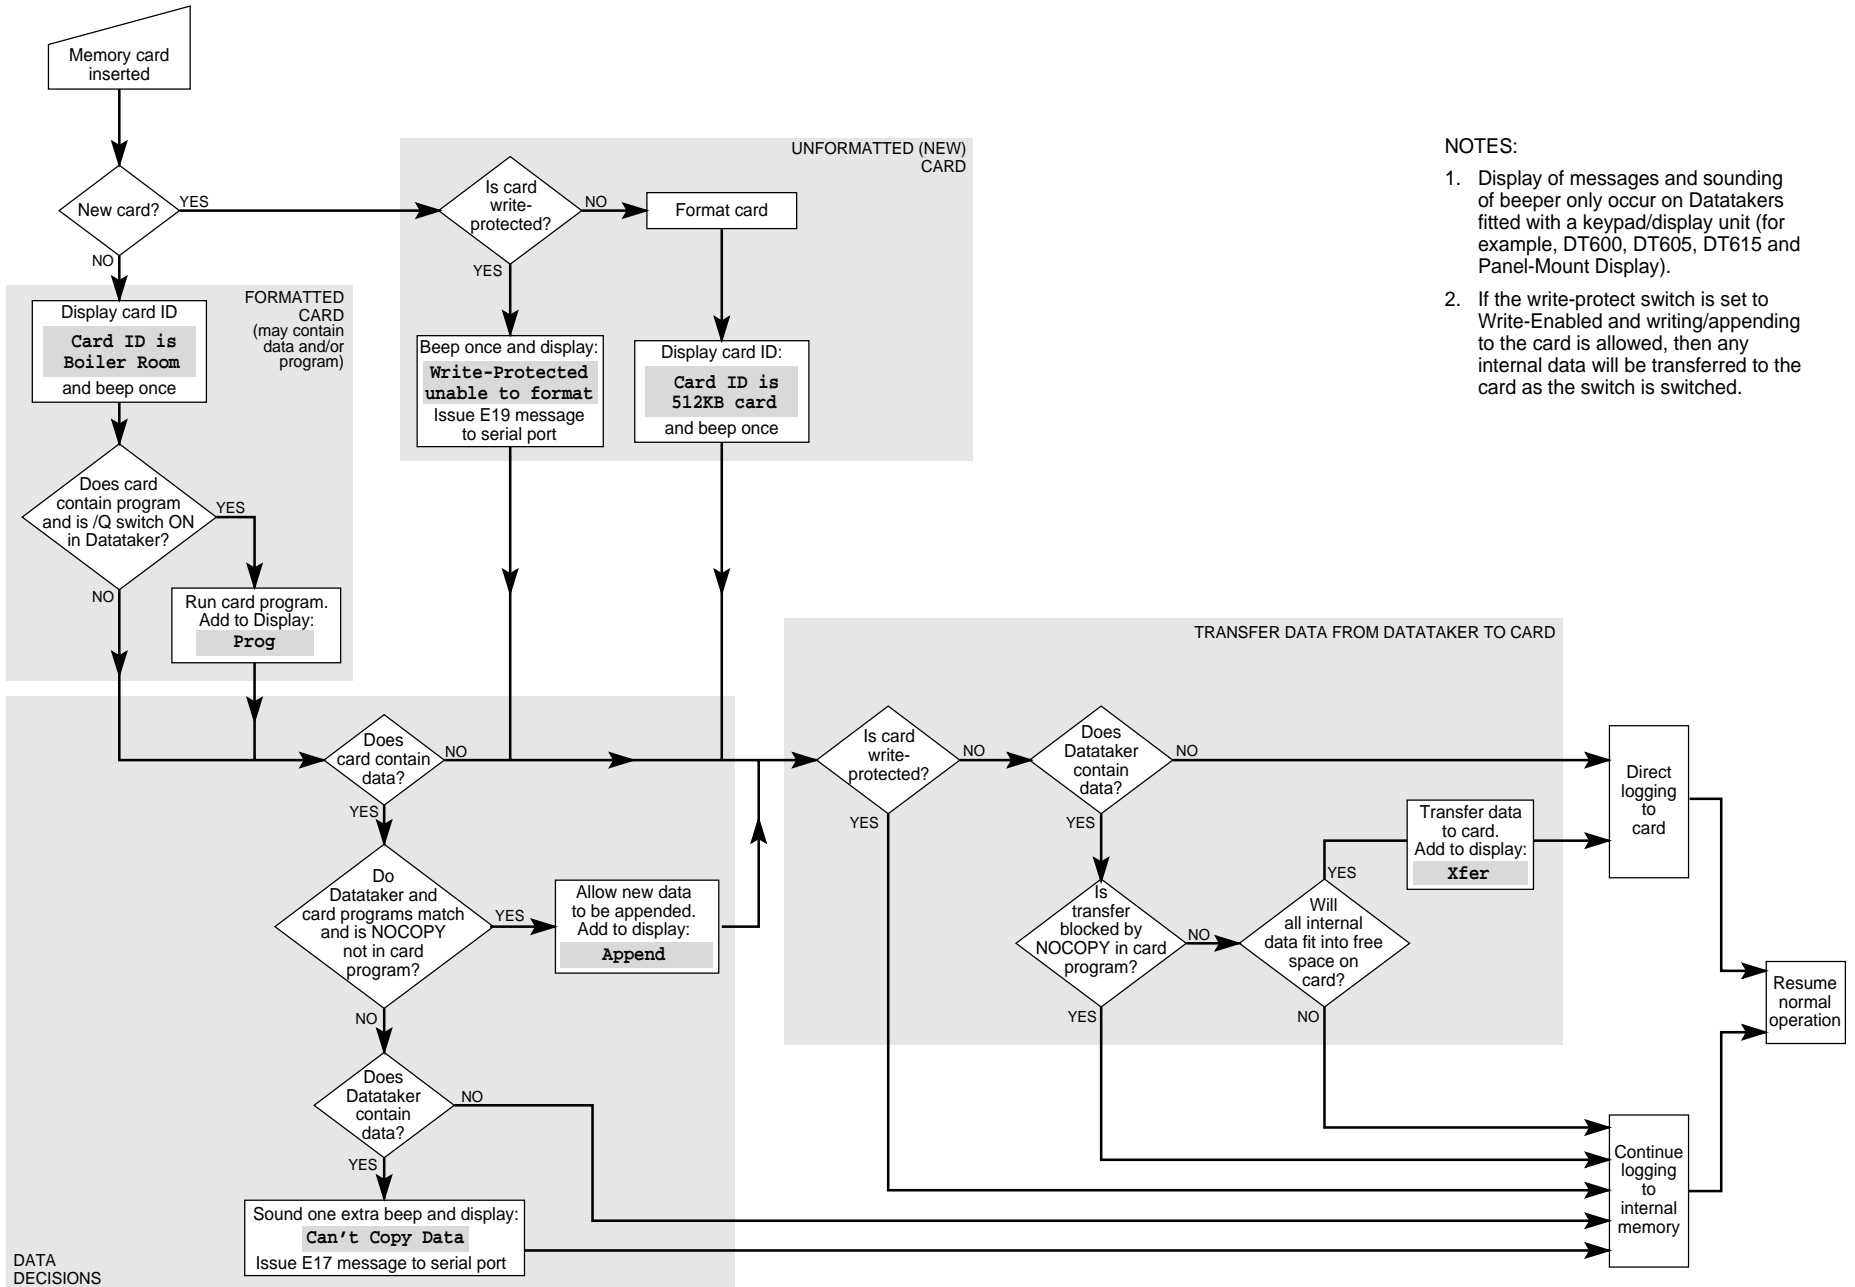 Memory card
inserted
New card?
YES
NO
UNFORMATTED (NEW)
CARD
Is card
write-
protected?
NO
YES
Format card
Beep once and display:
Write-Protected
unable to format
Issue E19 message
to serial port
Display card ID:
Card ID is
512KB card
and beep once
NOTES:
1. Display of messages and sounding
of beeper only occur on Datatakers
fitted with a keypad/display unit (for
example, DT600, DT605, DT615 and
Panel-Mount Display).
2. If the write-protect switch is set to
Write-Enabled and writing/appending
to the card is allowed, then any
internal data will be transferred to the
card as the switch is switched.
FORMATTED
CARD
(may contain
data and/or
program)
Display card ID
Card ID is
Boiler Room
and beep once
Does card
contain program
and is /Q switch ON
in Datataker?
YES
NO
Run card program.
Add to Display:
Prog
DATA
DECISIONS
Does
card contain
data?
NO
YES
Do
Datataker and
card programs match
and is NOCOPY
not in card
program?
YES
NO
Allow new data
to be appended.
Add to display:
Append
Does
Datataker
contain
data?
NO
YES
Sound one extra beep and display:
Can't Copy Data
Issue E17 message to serial port
TRANSFER DATA FROM DATATAKER TO CARD
Is card
write-
protected?
NO
YES
Does
Datataker
contain
data?
NO
YES
Is
transfer
blocked by
NOCOPY in card
program?
NO
YES
Will
all internal
data fit into free
space on
card?
YES
NO
Transfer data
to card.
Add to display:
Xfer
Direct
logging
to
card
Continue
logging
to
internal
memory
Resume
normal
operation